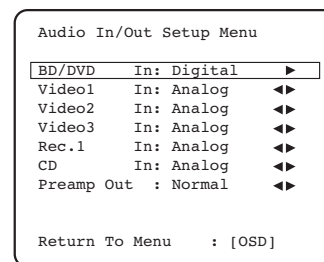 Audio In/Out Setup Menu
BD/DVD In: Digital ►
Video1 In: Analog ◄►
Video2 In: Analog ◄►
Video3 In: Analog ◄►
Rec.1 In: Analog ◄►
CD In: Analog ◄►
Preamp Out : Normal ◄►
Return To Menu : [OSD]